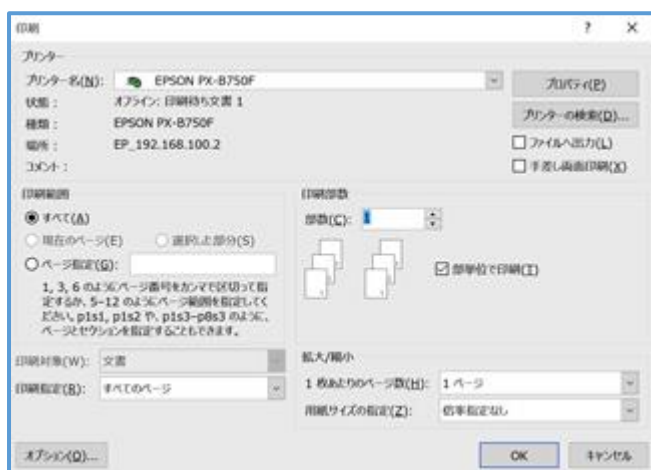 印刷
プリンター
プリンター名(N): EPSON PX-B750F プロパティ(P)
状態: オフライン: 印刷待ち文書 1
種類: EPSON PX-B750F プリンターの検索(D)...
場所: EP_192.168.100.2 ファイルへ出力(L)
コメント: 手差し両面印刷(X)
印刷範囲 印刷部数
すべて(A) 部数(C): 1
現在のページ(E) 選択した部分(S)
ページ指定(G): 部単位で印刷(T)
1, 3, 6 のようにページ番号をカンマで区切って指
定するか、5-12 のようにページ範囲を指定してく
ださい。p1s1, p1s2 や、p1s3-p8s3 のように、
ページとセクションを指定することもできます。
印刷対象(W): 文書 拡大/縮小
印刷指定(R): すべてのページ 1 枚あたりのページ数(H): 1 ページ
用紙サイズの指定(Z): 倍率指定なし
オプション(O)... OK キャンセル